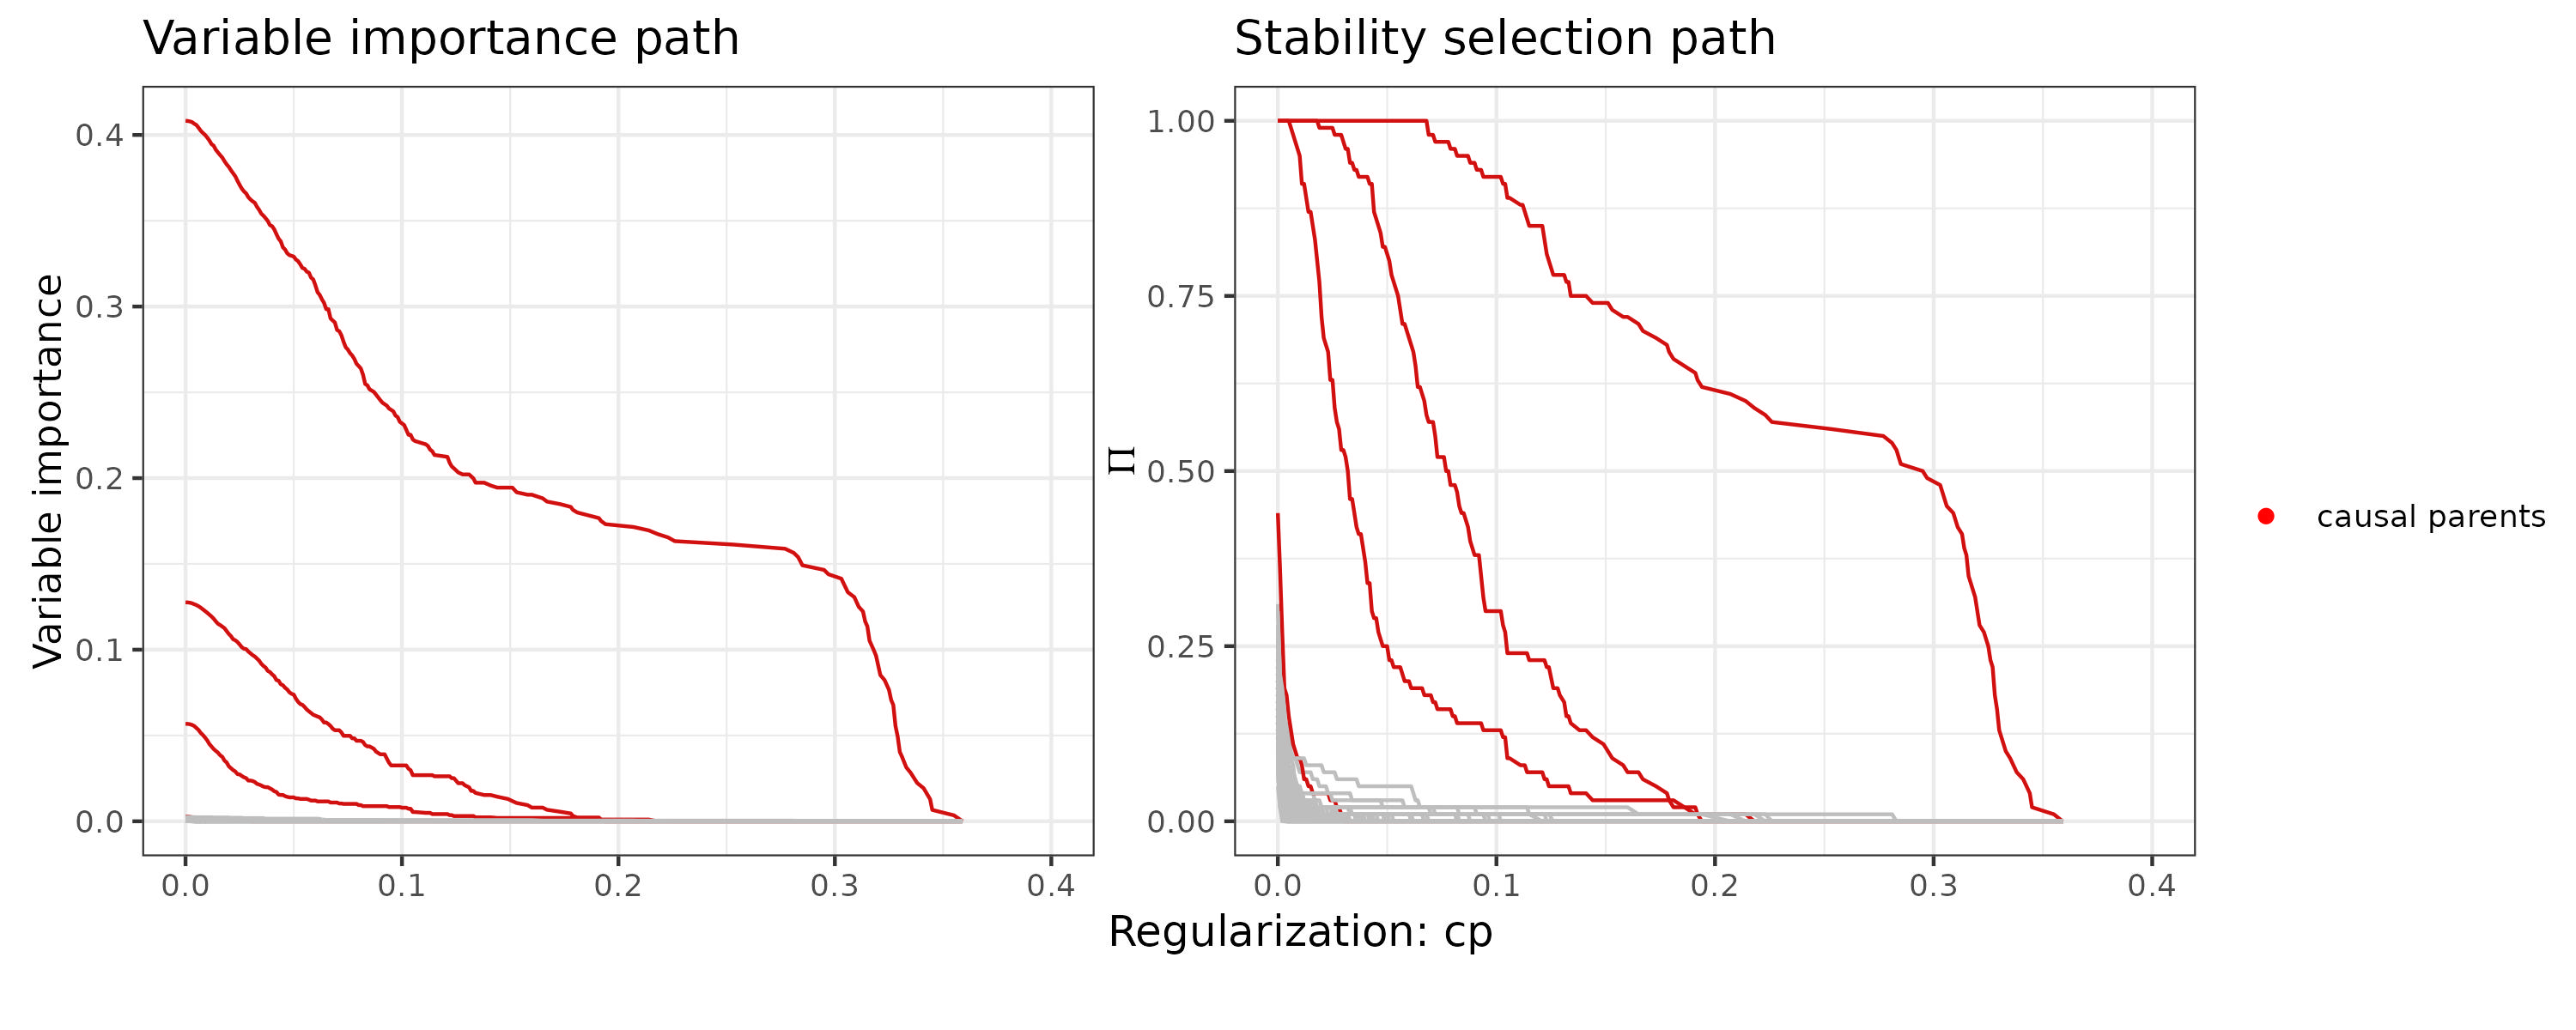 Variable importance path
Variable importance
0.4
0.3
0.2
0.1
0.0
0.0 0.1 0.2 0.3 0.4
Stability selection path
Π
1.00
0.75
0.50
0.25
0.00
0.0 0.1 0.2 0.3 0.4
Regularization: cp
causal parents